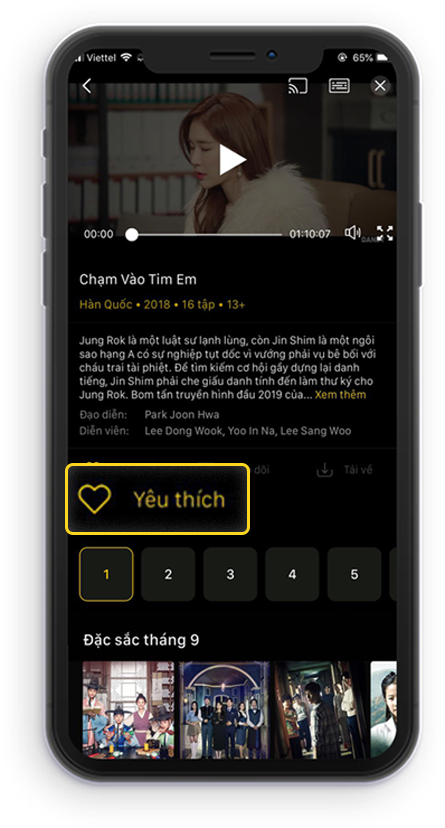 Viettel 65%
00:00 01:10:07
Chạm Vào Tim Em
Hàn Quốc • 2018 • 16 tập • 13+
Jung Rok là một luật sư lạnh lùng, còn Jin Shim là một ngôi
sao hạng A có sự nghiệp tụt dốc vì vướng phải vụ bê bối với
cháu trai tài phiệt. Để tìm kiếm cơ hội gầy dựng lại danh
tiếng, Jin Shim phải che giấu danh tính đến làm thư ký cho
Jung Rok. Bom tấn truyền hình đầu 2019 của... Xem thêm
Đạo diễn: Park Joon Hwa
Diễn viên: Lee Dong Wook, Yoo In Na, Lee Sang Woo
dõi Tải về
Yêu thích
1 2 3 4 5
Đặc sắc tháng 9